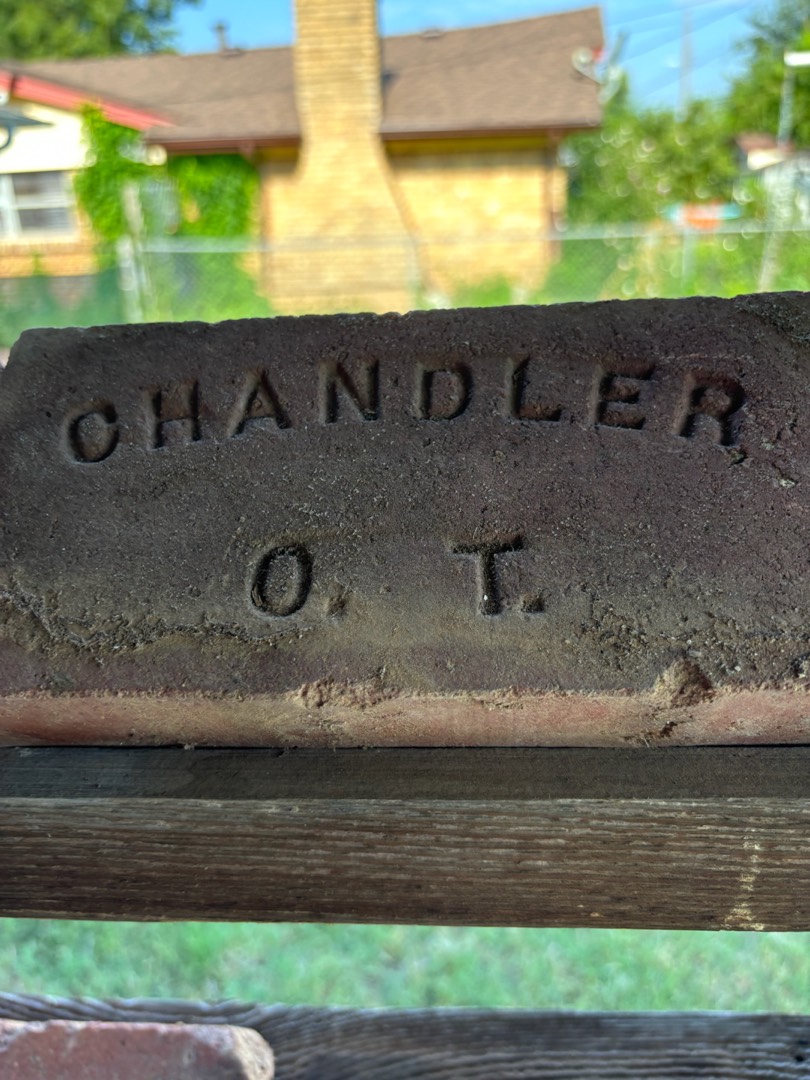 CHANDLER
O. T.